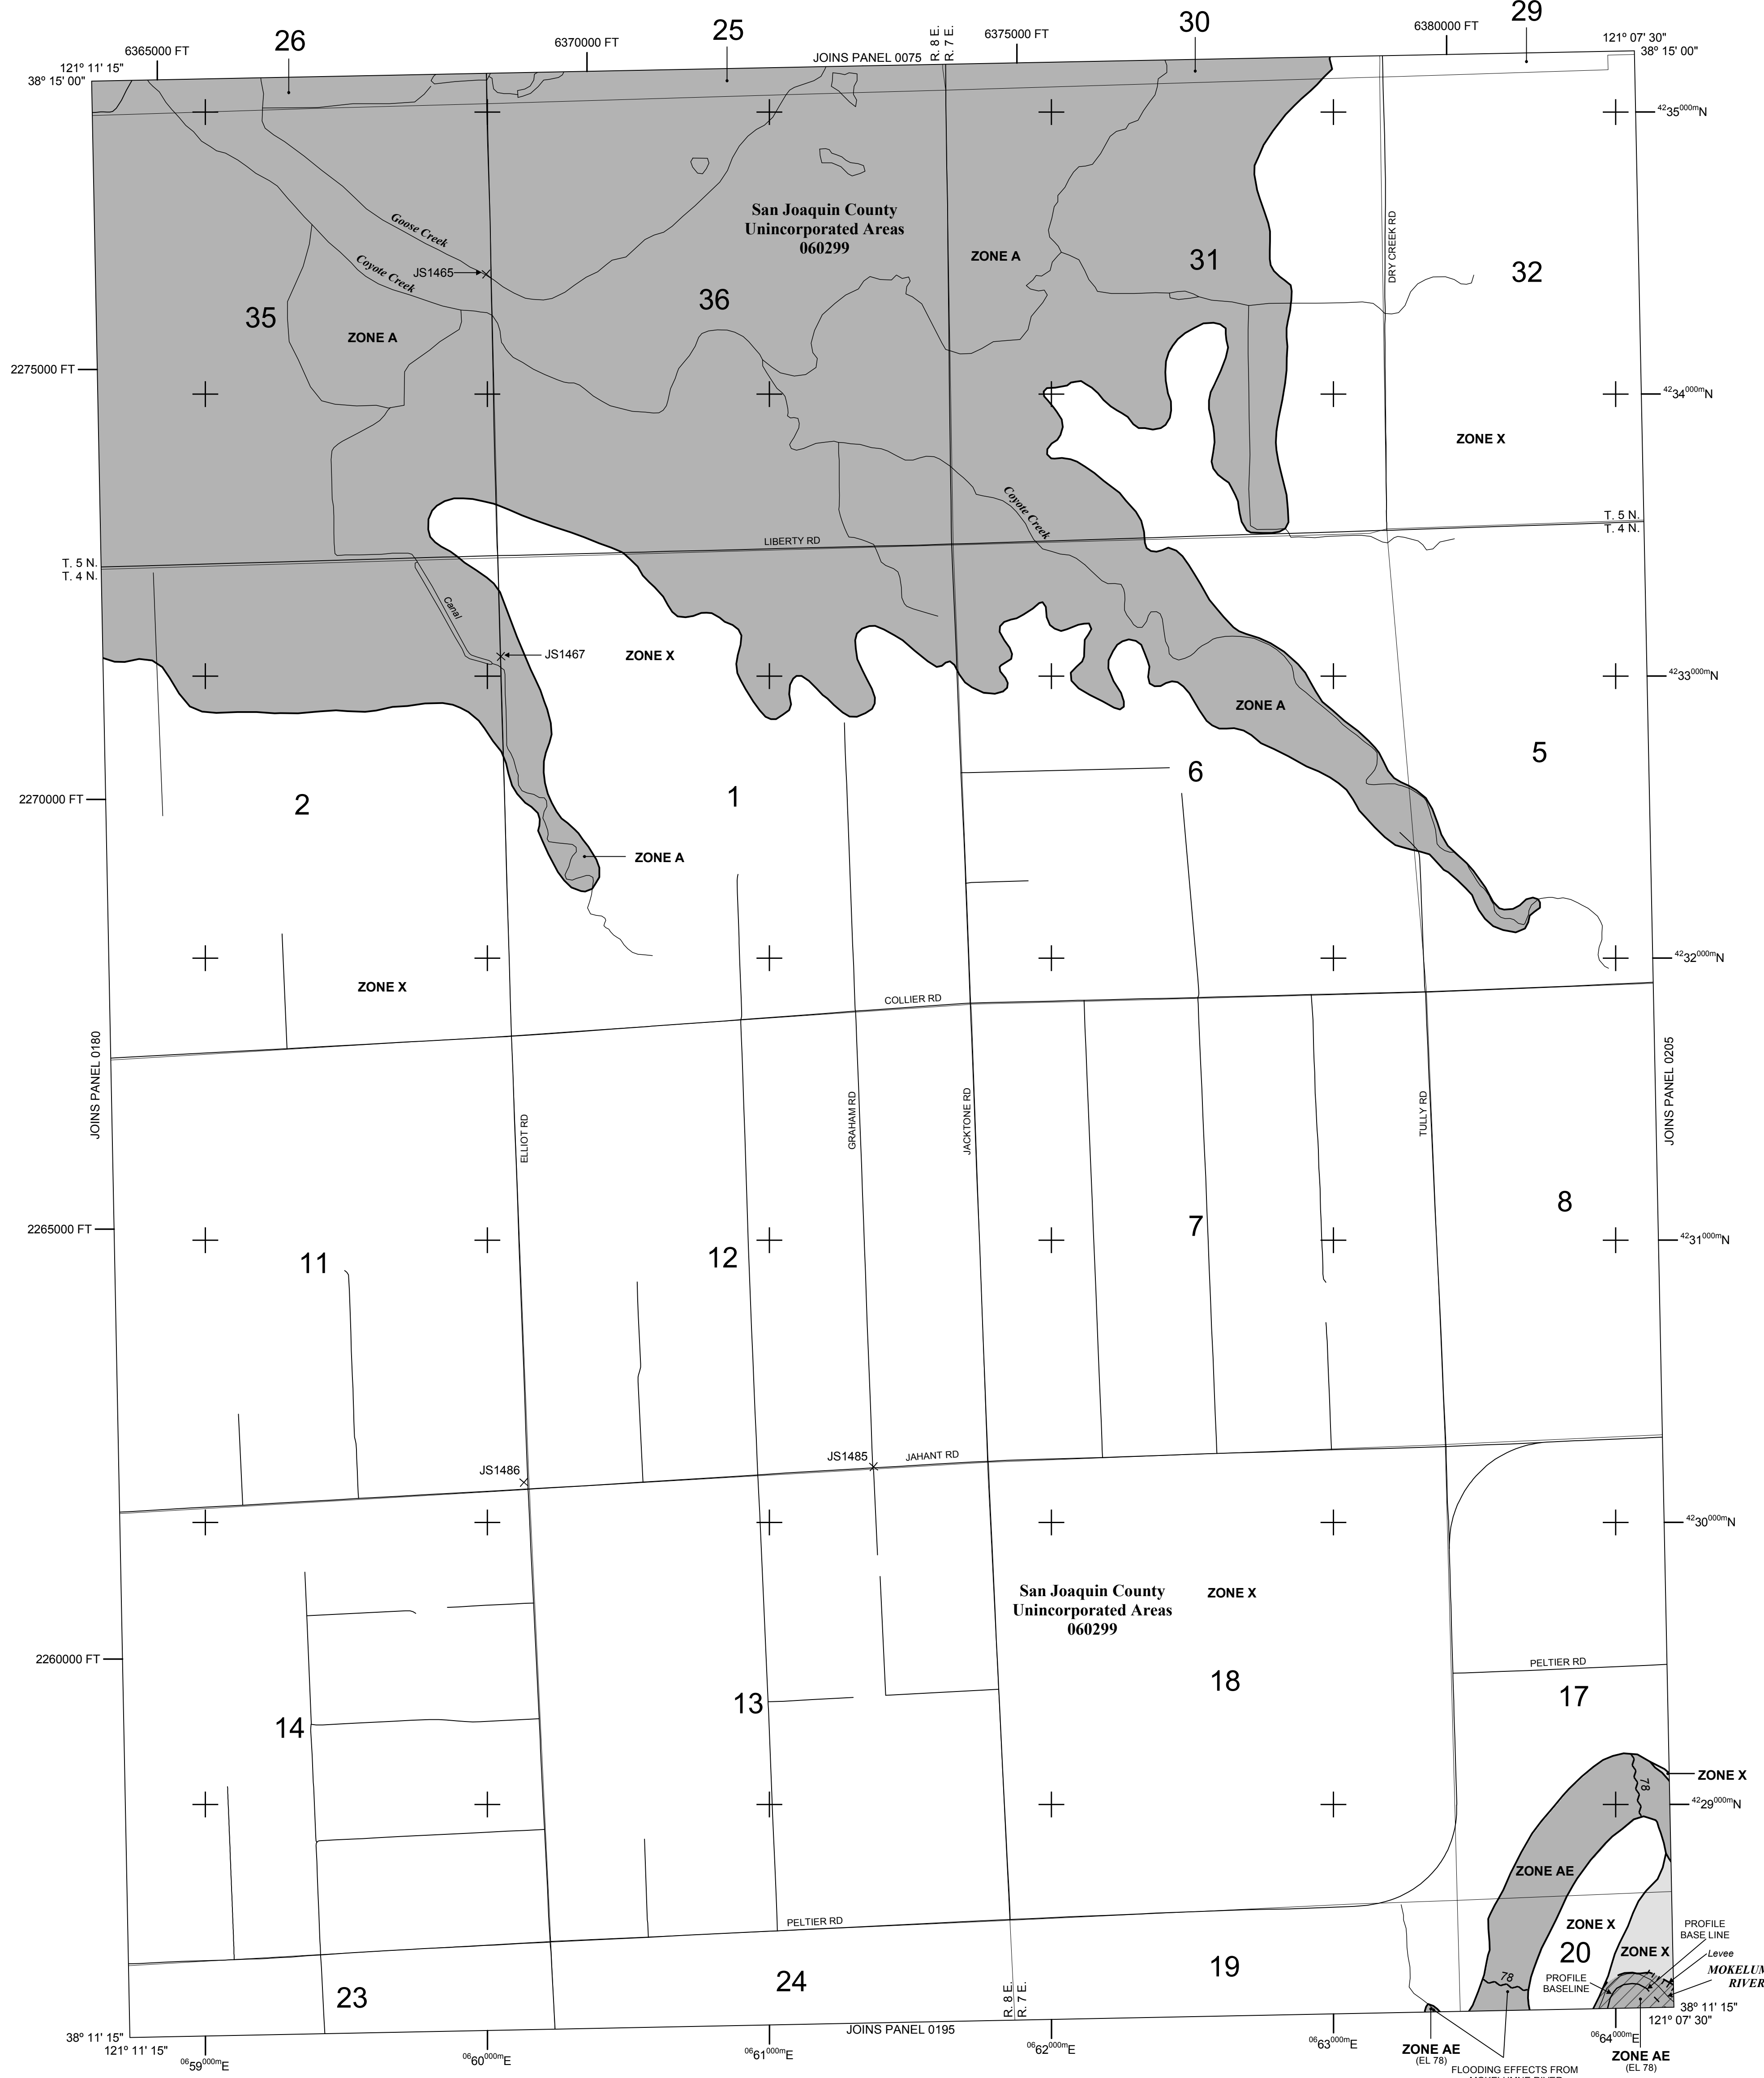 26
25
30
29
6365000 FT
6370000 FT
6375000 FT
6380000 FT
R. 8 E.
R. 7 E.
JOINS PANEL 0075
121° 11' 15"
38° 15' 00"
121° 07' 30"
38° 15' 00"
4235000mN
San Joaquin County
Unincorporated Areas
060299
Goose Creek
Coyote Creek
JS1465
ZONE A
31
32
DRY CREEK RD
35
36
ZONE A
2275000 FT
4234000mN
ZONE X
Coyote Creek
LIBERTY RD
T. 5 N.
T. 4 N.
T. 5 N.
T. 4 N.
Canal
JS1467
ZONE X
4233000mN
ZONE A
5
6
2270000 FT
2
1
ZONE A
4232000mN
ZONE X
COLLIER RD
JOINS PANEL 0180
JOINS PANEL 0205
ELLIOT RD
GRAHAM RD
JACKTONE RD
TULLY RD
8
2265000 FT
7
4231000mN
11
12
JS1486
JS1485
JAHANT RD
4230000mN
San Joaquin County
Unincorporated Areas
060299
ZONE X
2260000 FT
PELTIER RD
18
17
14
13
78
ZONE X
4229000mN
ZONE AE
PELTIER RD
ZONE X
PROFILE
BASE LINE
20
ZONE X
Levee
23
24
19
R. 8 E.
R. 7 E.
78
PROFILE
BASELINE
MOKELUM
RIVER
38° 11' 15"
121° 07' 30"
38° 11' 15"
121° 11' 15"
JOINS PANEL 0195
0659000mE
0660000mE
0661000mE
0662000mE
0663000mE
0664000mE
ZONE AE
(EL 78)
FLOODING EFFECTS FROM
ZONE AE
(EL 78)